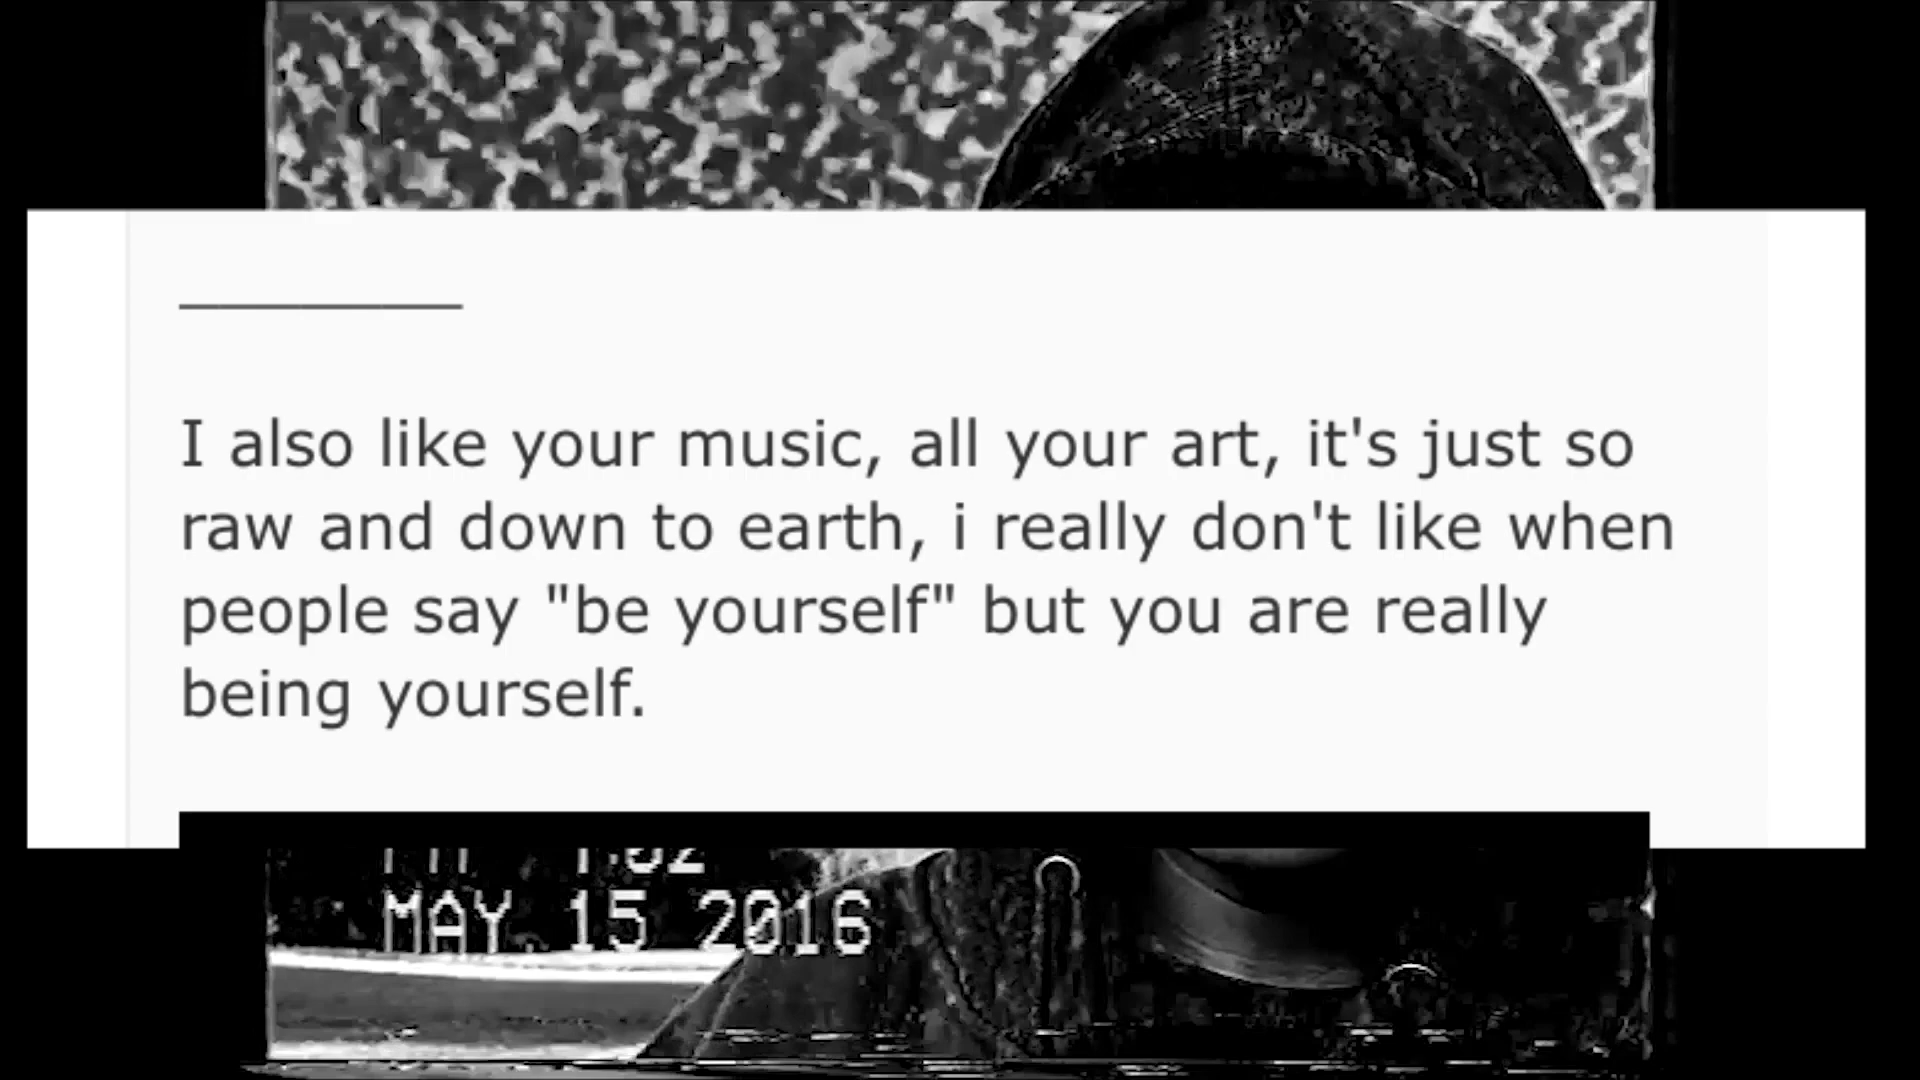 I also like your music, all your art, it's just so
raw and down to earth, i really don't like when
people say "be yourself" but you are really
being yourself.
MAY. 15 2016